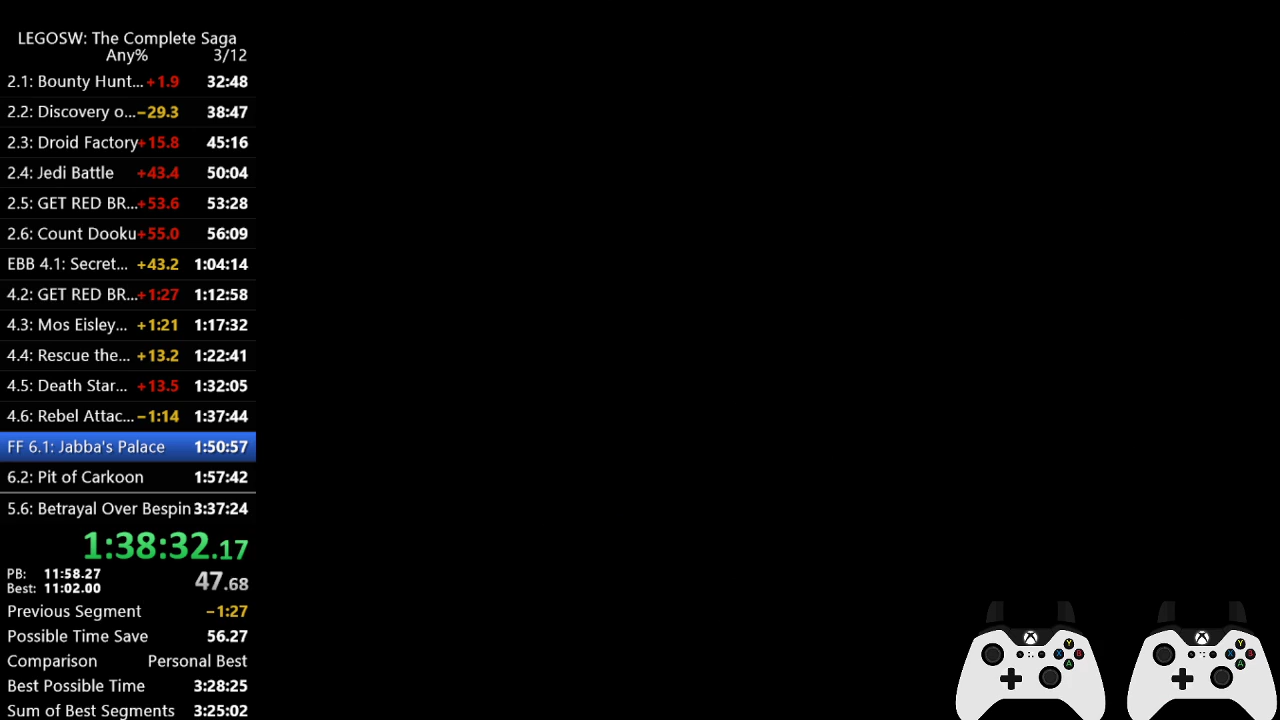 LEGOSW: The Complete Saga
Any% 3/12
2.1: Bounty Hunt... +1.9 32:48
2.2: Discovery o... −29.3 38:47
2.3: Droid Factory +15.8 45:16
2.4: Jedi Battle +43.4 50:04
2.5: GET RED BR... +53.6 53:28
2.6: Count Dooku +55.0 56:09
EBB 4.1: Secret... +43.2 1:04:14
4.2: GET RED BR... +1:27 1:12:58
4.3: Mos Eisley... +1:21 1:17:32
4.4: Rescue the... +13.2 1:22:41
4.5: Death Star... +13.5 1:32:05
4.6: Rebel Attac... −1:14 1:37:44
FF 6.1: Jabba's Palace 1:50:57
6.2: Pit of Carkoon 1:57:42
5.6: Betrayal Over Bespin 3:37:24
1:38:32.17
PB: 11:58.27 47.68
Best: 11:02.00
Previous Segment −1:27
Possible Time Save 56.27
Comparison Personal Best
Best Possible Time 3:28:25
Sum of Best Segments 3:25:02
Y Y
X B X B
A A